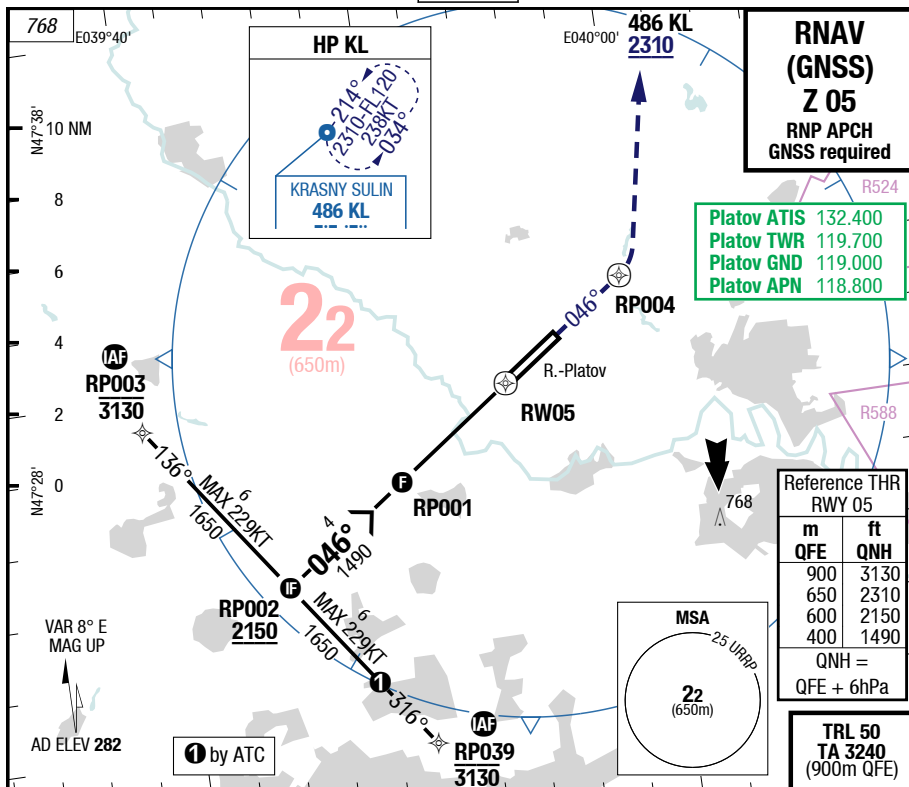 768
E039°40'
E040°00'
486 KL
2310
RNAV
(GNSS)
Z 05
RNP APCH
GNSS required
HP KL
214°
2310-FL120
238KT
034°
KRASNY SULIN
486 KL
N47°38'
10 NM
8
6
4
2
0
N47°28'
R524
Platov ATIS 132.400
Platov TWR 119.700
Platov GND 119.000
Platov APN 118.800
22
(650m)
046°
RP004
R.-Platov
RW05
R588
IAF
RP003
3130
136°
6
MAX 229KT
1650
F
RP001
4
046°
1490
768
IF
RP002
2150
6
MAX 229KT
1650
1
316°
IAF
RP039
3130
Reference THR
RWY 05
m ft
QFE QNH
900 3130
650 2310
600 2150
400 1490
QNH =
QFE + 6hPa
VAR 8° E
MAG UP
AD ELEV 282
1 by ATC
MSA
25 URRP
22
(650m)
TRL 50
TA 3240
(900m QFE)